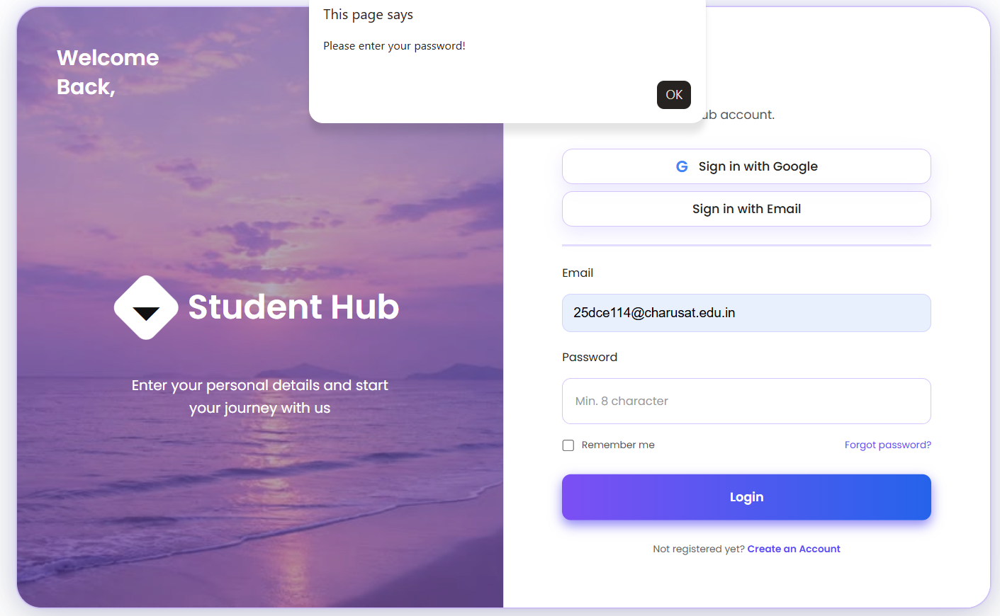 This page says
Please enter your password!
OK
Welcome
Back,
Student Hub
Enter your personal details and start
your journey with us
account.
G Sign in with Google
Sign in with Email
Email
25dce114@charusat.edu.in
Password
Min. 8 character
Remember me
Forgot password?
Login
Not registered yet? Create an Account